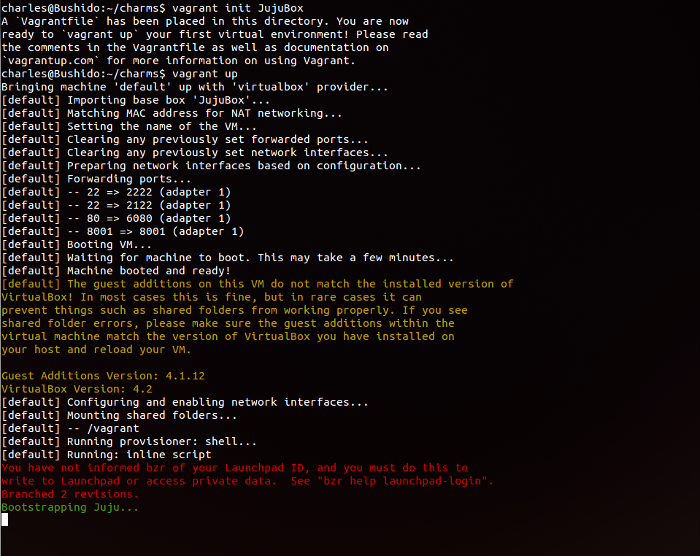 charles@Bushido:~/charms$ vagrant init JujuBox
A `Vagrantfile` has been placed in this directory. You are now
ready to `vagrant up` your first virtual environment! Please read
the comments in the Vagrantfile as well as documentation on
`vagrantup.com` for more information on using Vagrant.
charles@Bushido:~/charms$ vagrant up
Bringing machine 'default' up with 'virtualbox' provider...
[default] Importing base box 'JujuBox'...
[default] Matching MAC address for NAT networking...
[default] Setting the name of the VM...
[default] Clearing any previously set forwarded ports...
[default] Clearing any previously set network interfaces...
[default] Preparing network interfaces based on configuration...
[default] Forwarding ports...
[default] -- 22 => 2222 (adapter 1)
[default] -- 22 => 2122 (adapter 1)
[default] -- 80 => 6080 (adapter 1)
[default] -- 8001 => 8001 (adapter 1)
[default] Booting VM...
[default] Waiting for machine to boot. This may take a few minutes...
[default] Machine booted and ready!
[default] The guest additions on this VM do not match the installed version of
VirtualBox! In most cases this is fine, but in rare cases it can
prevent things such as shared folders from working properly. If you see
shared folder errors, please make sure the guest additions within the
virtual machine match the version of VirtualBox you have installed on
your host and reload your VM.
Guest Additions Version: 4.1.12
VirtualBox Version: 4.2
[default] Configuring and enabling network interfaces...
[default] Mounting shared folders...
[default] -- /vagrant
[default] Running provisioner: shell...
[default] Running: inline script
You have not informed bzr of your Launchpad ID, and you must do this to
write to Launchpad or access private data.  See "bzr help launchpad-login".
Branched 2 revisions.
Bootstrapping Juju...